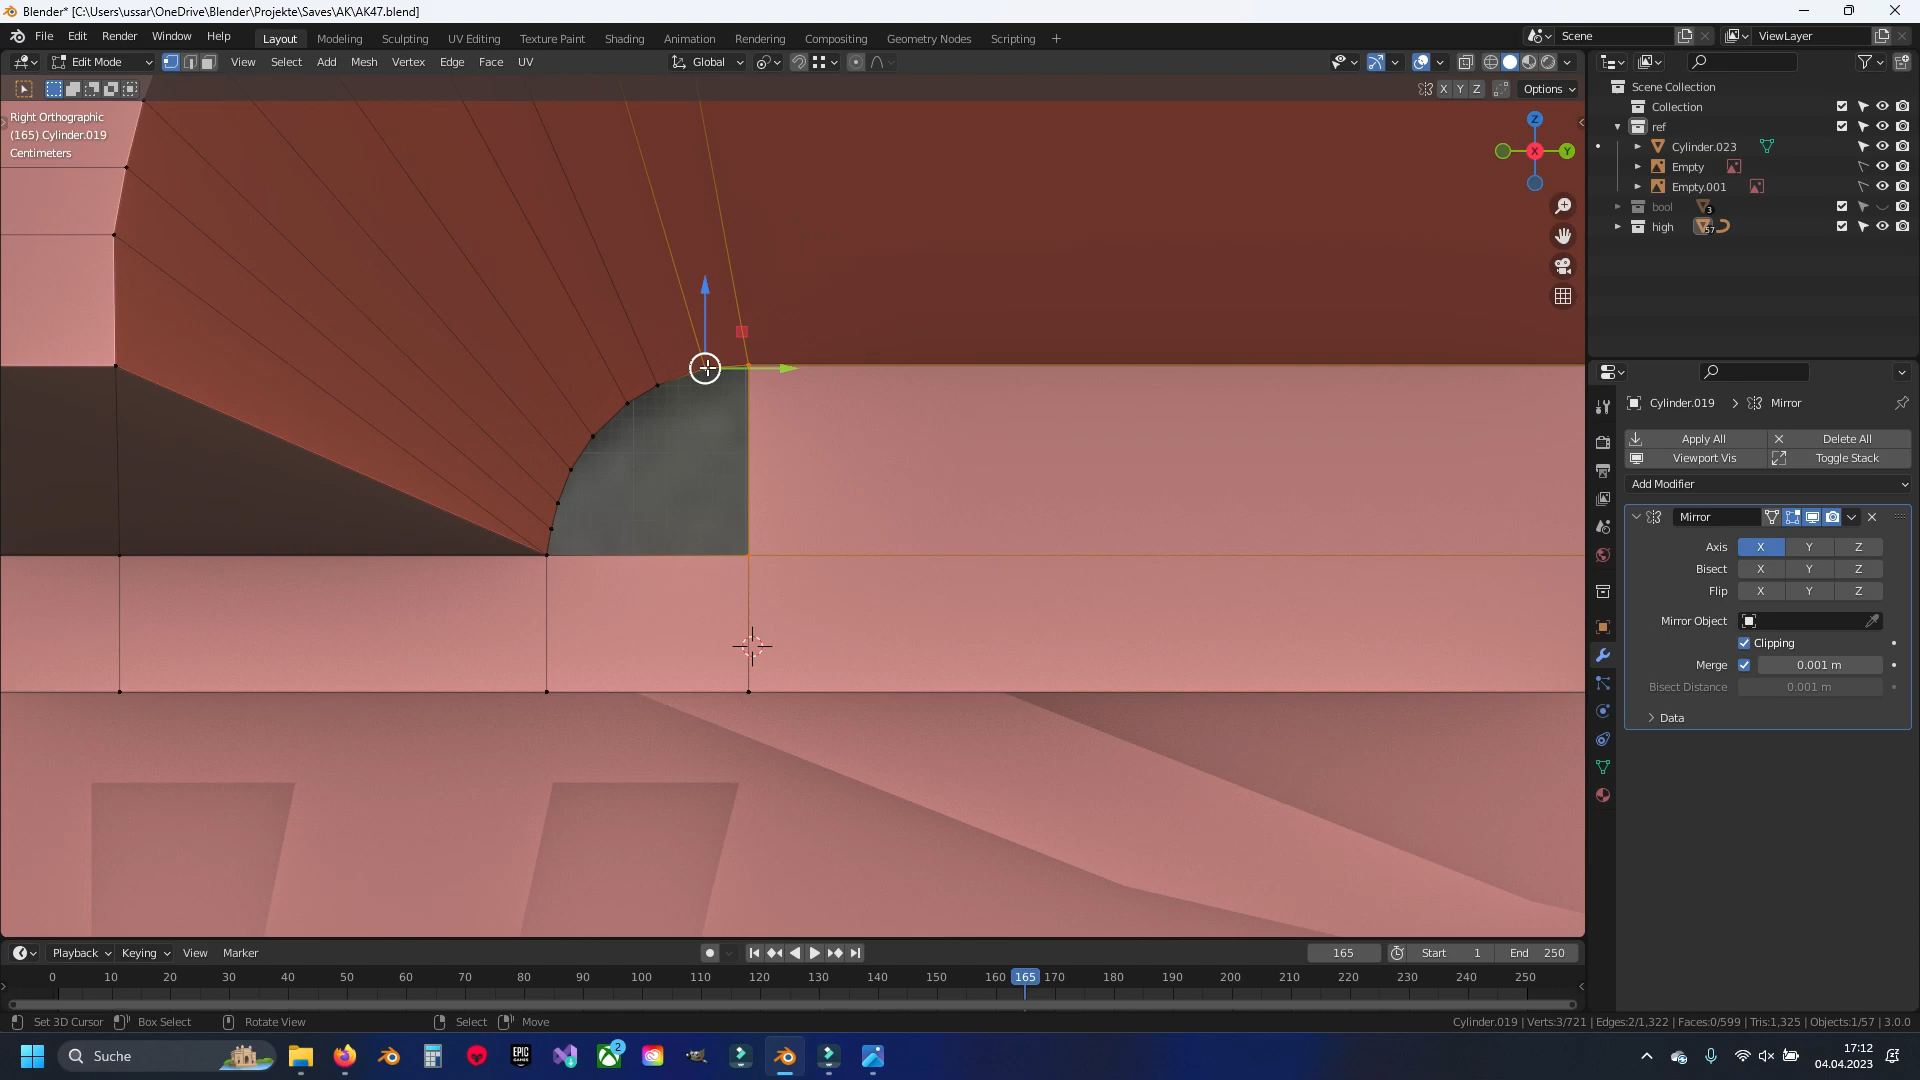 Blender* [C:\Users\ussar\OneDrive\Blender\Projekte\Saves\AK\AK47.blend]
File Edit Render Window Help Layout Modeling Sculpting UV Editing Texture Paint Shading Animation Rendering Compositing Geometry Nodes Scripting + Scene ViewLayer
Edit Mode View Select Add Mesh Vertex Edge Face UV Global
X Y Z Options
Right Orthographic
(165) Cylinder.019
Centimeters
Z
Y
X
Scene Collection
Collection
ref
Cylinder.023
Empty
Empty.001
bool 3
high 57
Cylinder.019 > Mirror
Apply All Delete All
Viewport Vis Toggle Stack
Add Modifier
Mirror
Axis X Y Z
Bisect X Y Z
Flip X Y Z
Mirror Object
Clipping
Merge 0.001 m
Bisect Distance 0.001 m
Data
Playback Keying View Marker 165 Start 1 End 250
0 10 20 30 40 50 60 70 80 90 100 110 120 130 140 150 160 165 170 180 190 200 210 220 230 240 250
Set 3D Cursor Box Select Rotate View Select Move Cylinder.019 | Verts:3/721 | Edges:2/1,322 | Faces:0/599 | Tris:1,325 | Objects:1/57 | 3.0.0
Suche EPIC GAMES 2 17:12
04.04.2023